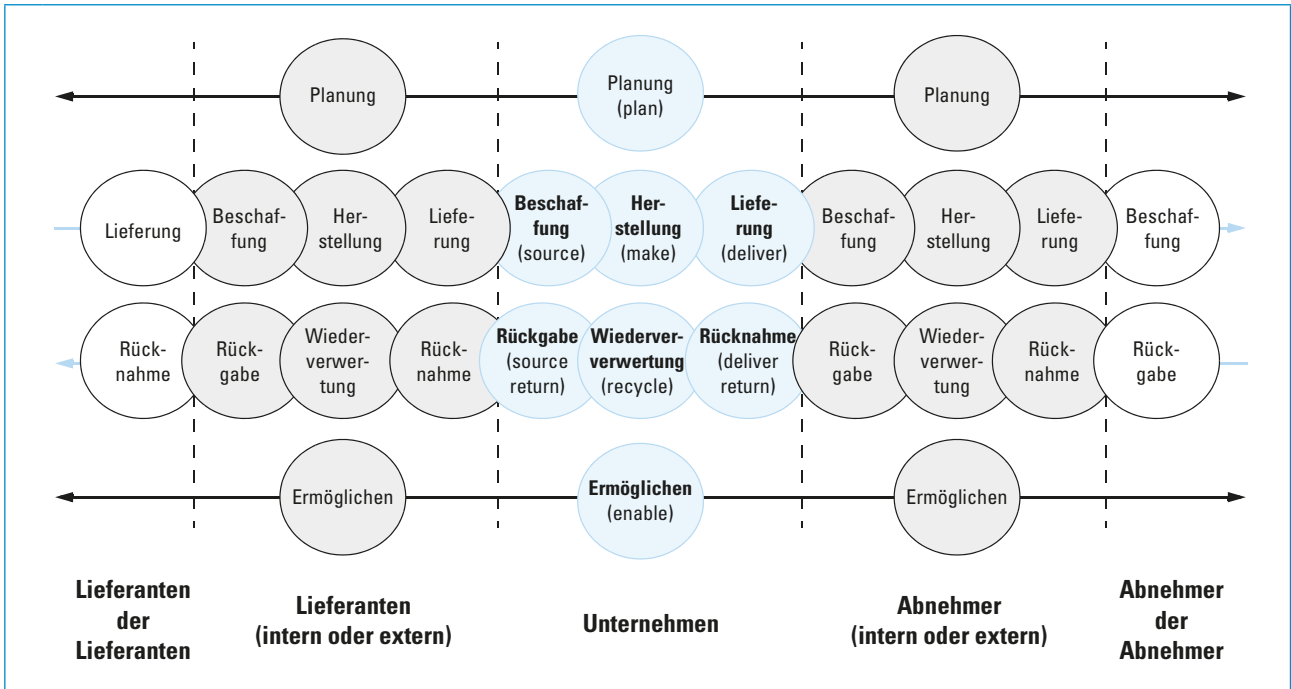 Planung
Planung
(plan)
Planung
Lieferung
Beschaf-
fung
Her-
stellung
Liefe-
rung
Beschaf-
fung
(source)
Her-
stellung
(make)
Liefe-
rung
(deliver)
Beschaf-
fung
Her-
stellung
Liefe-
rung
Beschaf-
fung
Rück-
nahme
Rück-
gabe
Wieder-
verwer-
tung
Rück-
nahme
Rückgabe
(source
return)
Wiederver-
verwertung
(recycle)
Rücknahme
(deliver
return)
Rück-
gabe
Wieder-
verwer-
tung
Rück-
nahme
Rück-
gabe
Ermöglichen
Ermöglichen
(enable)
Ermöglichen
Lieferanten
der
Lieferanten
Lieferanten
(intern oder extern)
Unternehmen
Abnehmer
(intern oder extern)
Abnehmer
der
Abnehmer